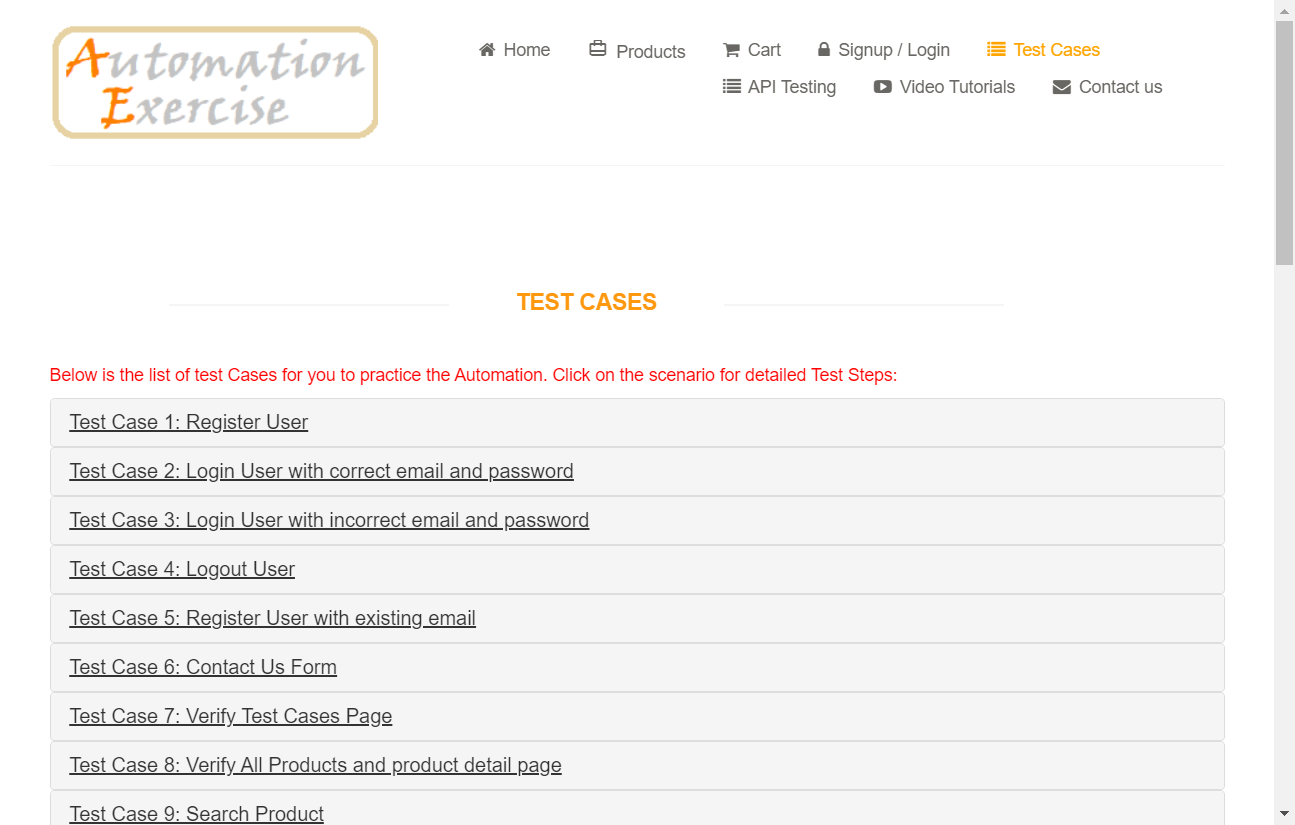 Automation
Exercise
Home
Products
Cart
Signup / Login
Test Cases
API Testing
Video Tutorials
Contact us
TEST CASES
Below is the list of test Cases for you to practice the Automation. Click on the scenario for detailed Test Steps:
Test Case 1: Register User
Test Case 2: Login User with correct email and password
Test Case 3: Login User with incorrect email and password
Test Case 4: Logout User
Test Case 5: Register User with existing email
Test Case 6: Contact Us Form
Test Case 7: Verify Test Cases Page
Test Case 8: Verify All Products and product detail page
Test Case 9: Search Product